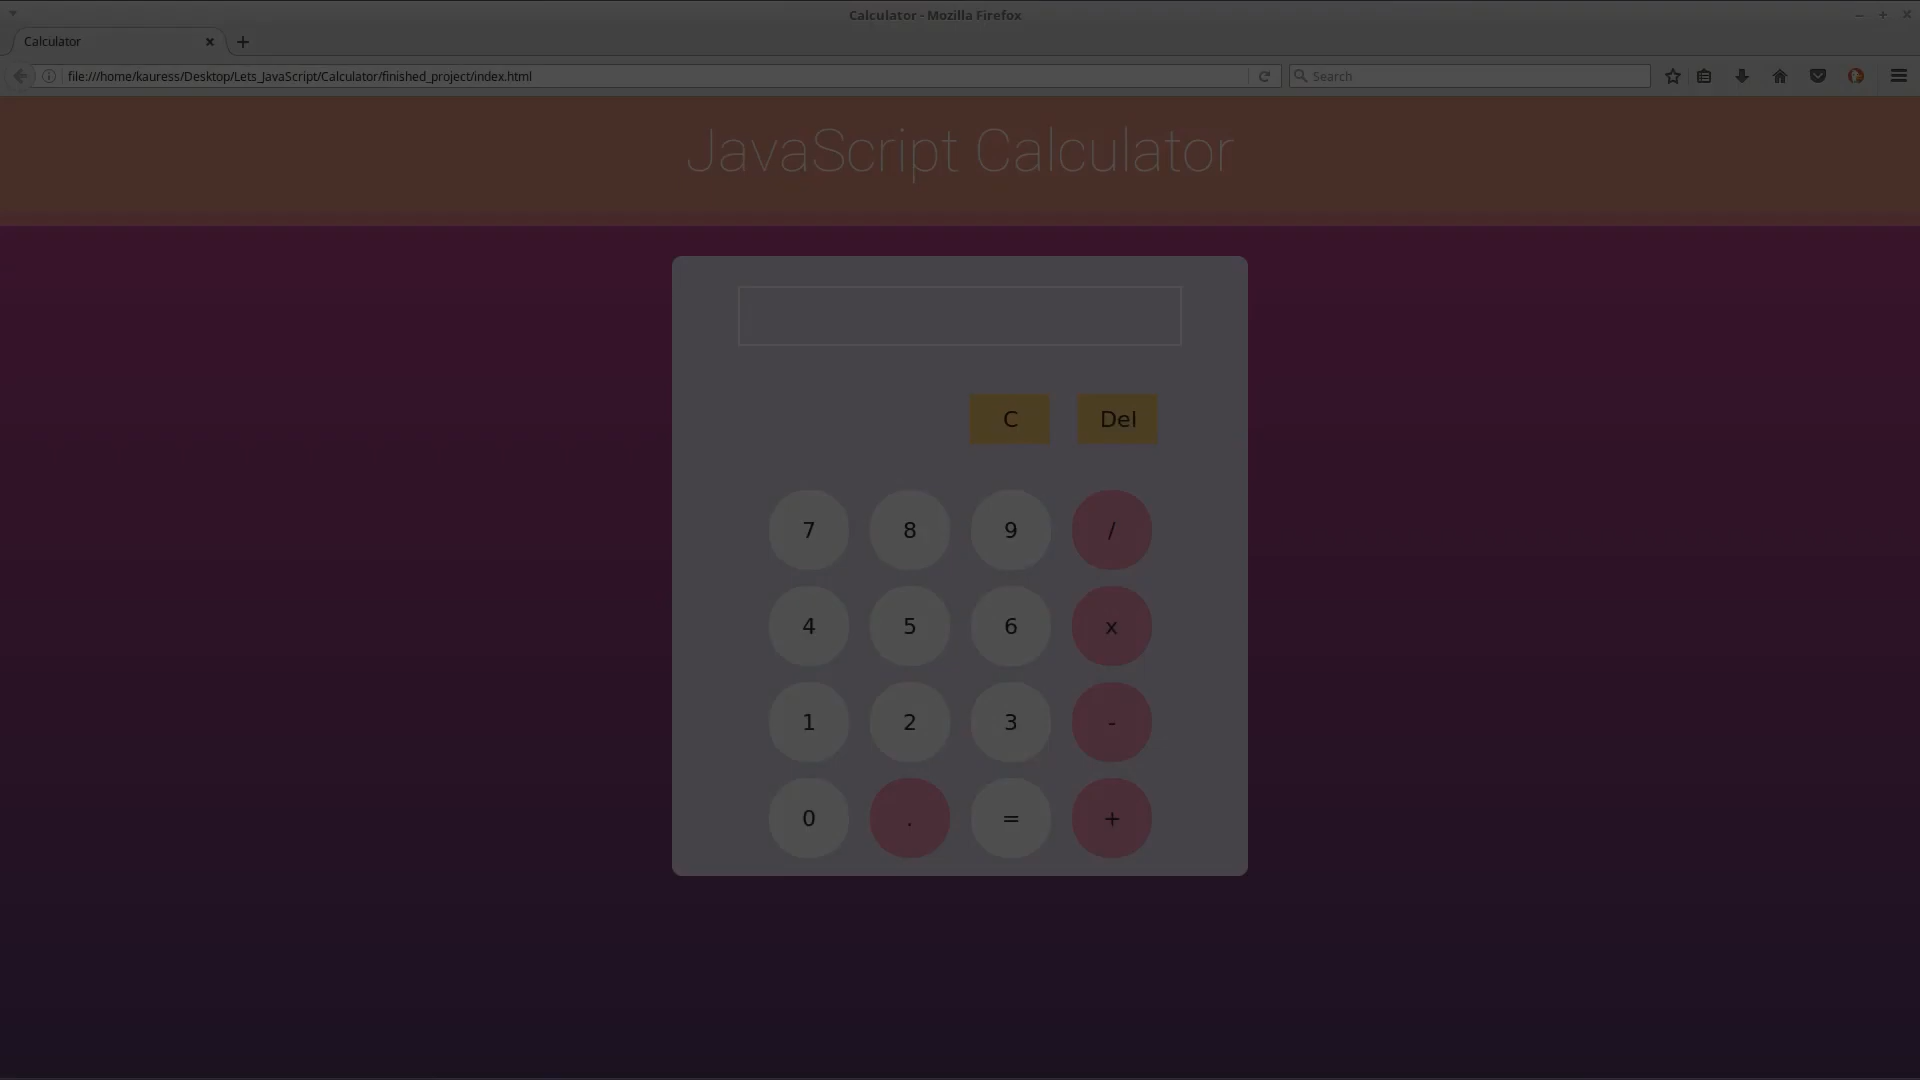 Calculator - Mozilla Firefox
Calculator
file:///home/kauress/Desktop/Lets_JavaScript/Calculator/finished_project/index.html
Search
JavaScript Calculator
C Del
7 8 9 /
4 5 6 x
1 2 3 -
0 . = +